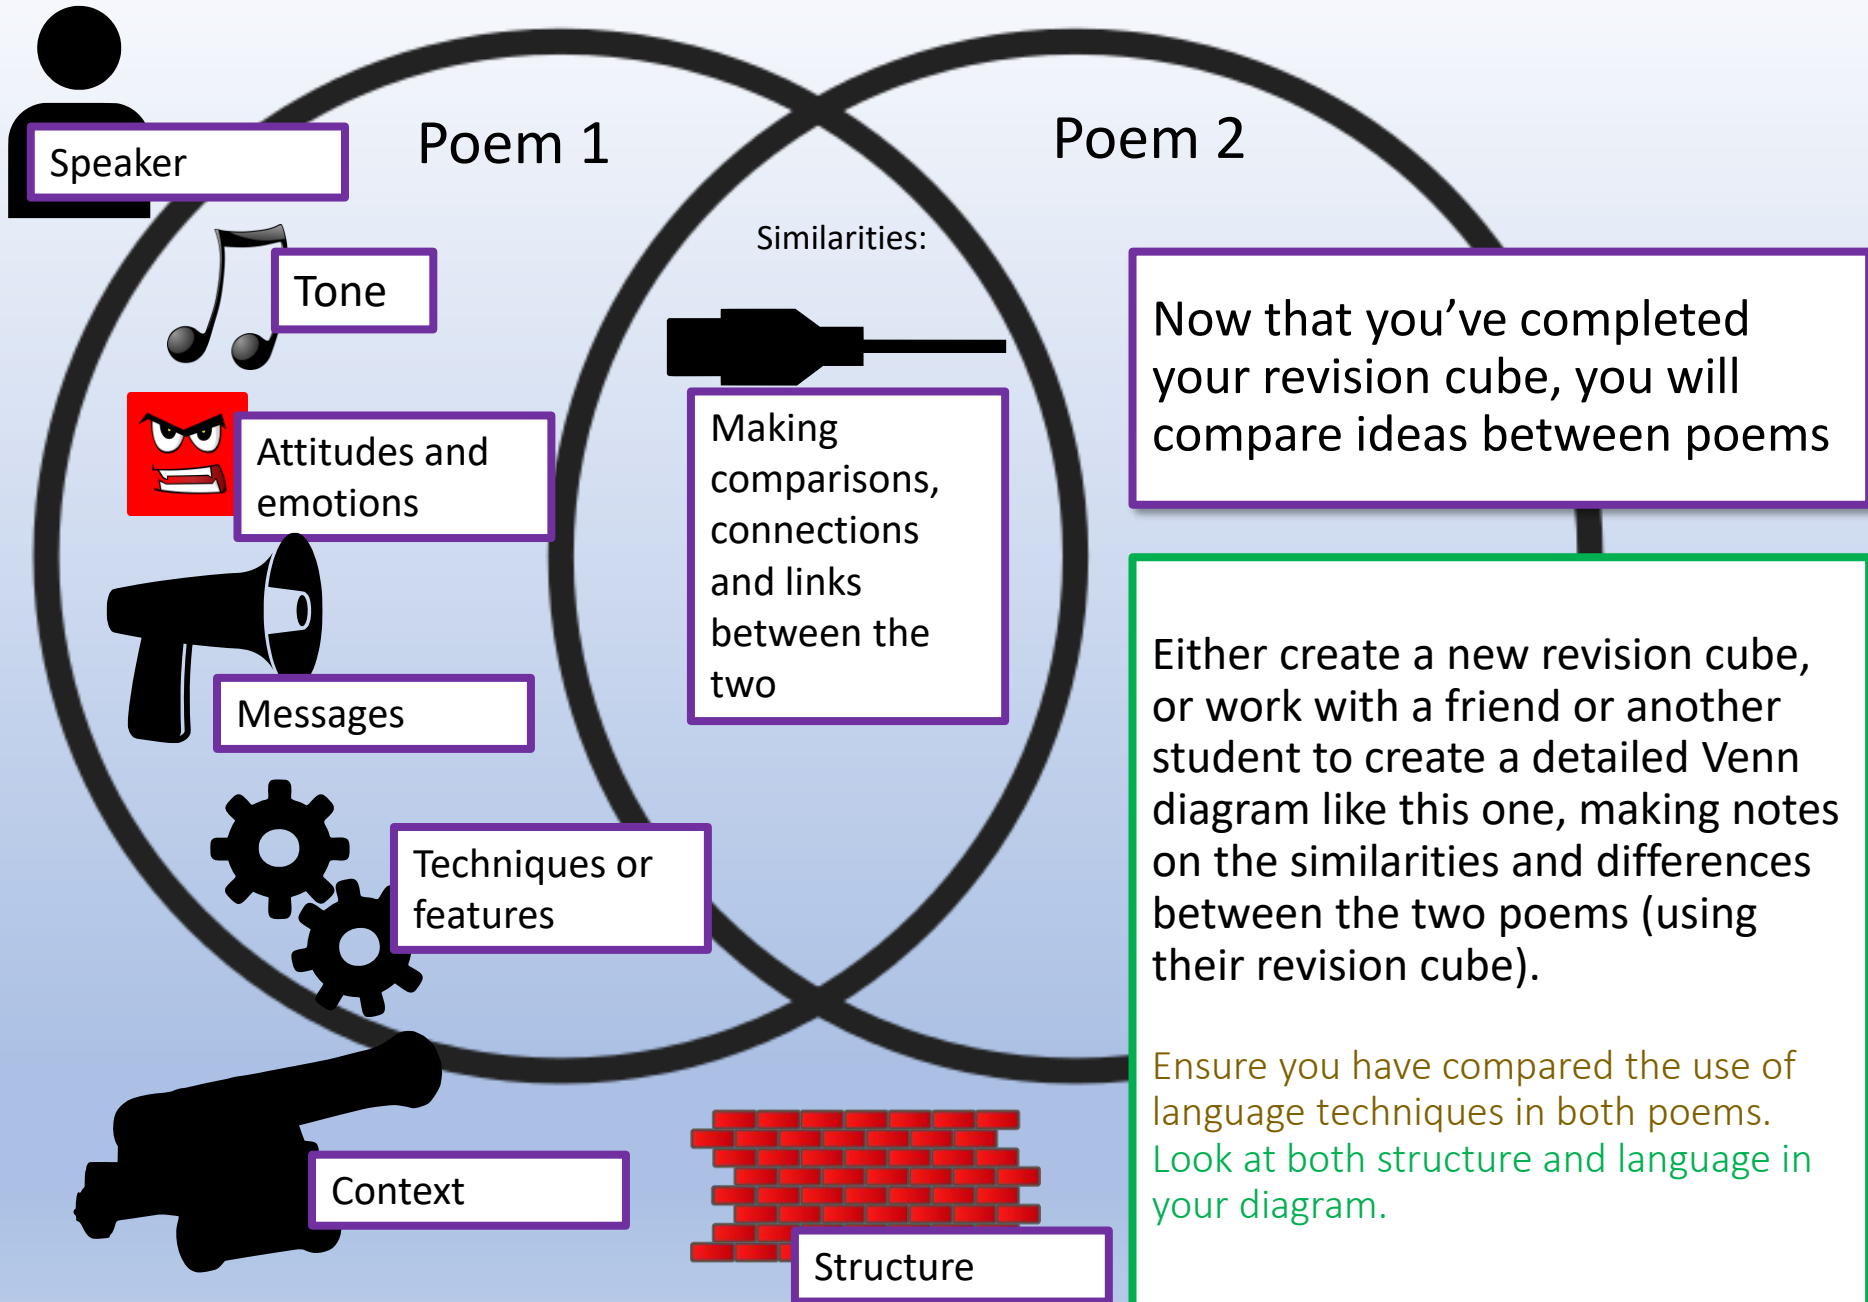 Speaker
Poem 1
Poem 2
Tone
Similarities:
Attitudes and
emotions
Making
comparisons,
connections
and links
between the
two
Messages
Techniques or
features
Context
Structure
Now that you’ve completed
your revision cube, you will
compare ideas between poems
Either create a new revision cube,
or work with a friend or another
student to create a detailed Venn
diagram like this one, making notes
on the similarities and differences
between the two poems (using
their revision cube).
Ensure you have compared the use of
language techniques in both poems.
Look at both structure and language in
your diagram.